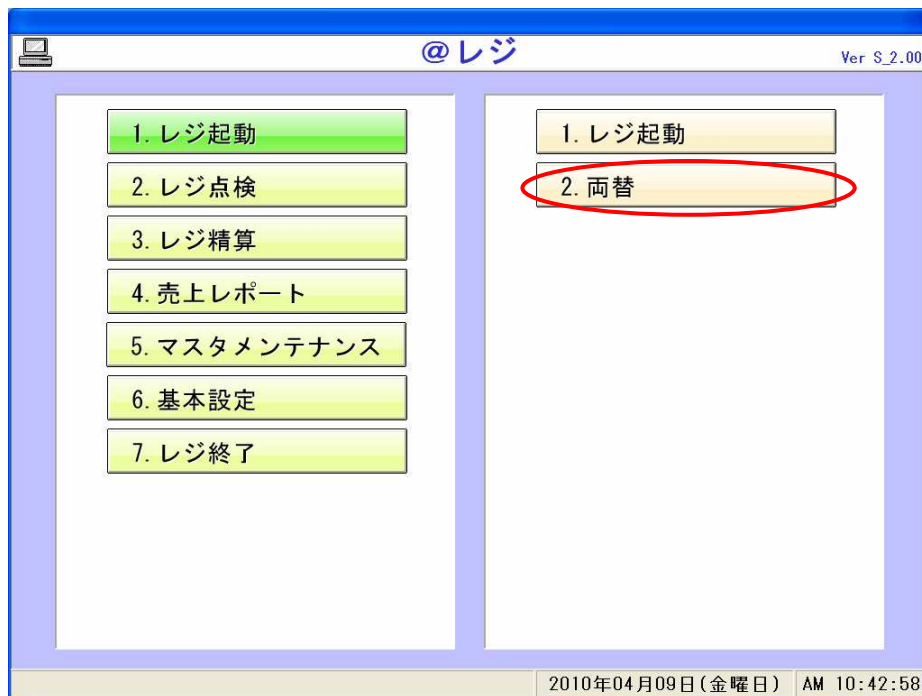 @レジ
Ver S_2.00
1.レジ起動
2.レジ点検
3.レジ精算
4.売上レポート
5.マスタメンテナンス
6.基本設定
7.レジ終了
1.レジ起動
2.両替
2010年04月09日(金曜日) AM 10:42:58